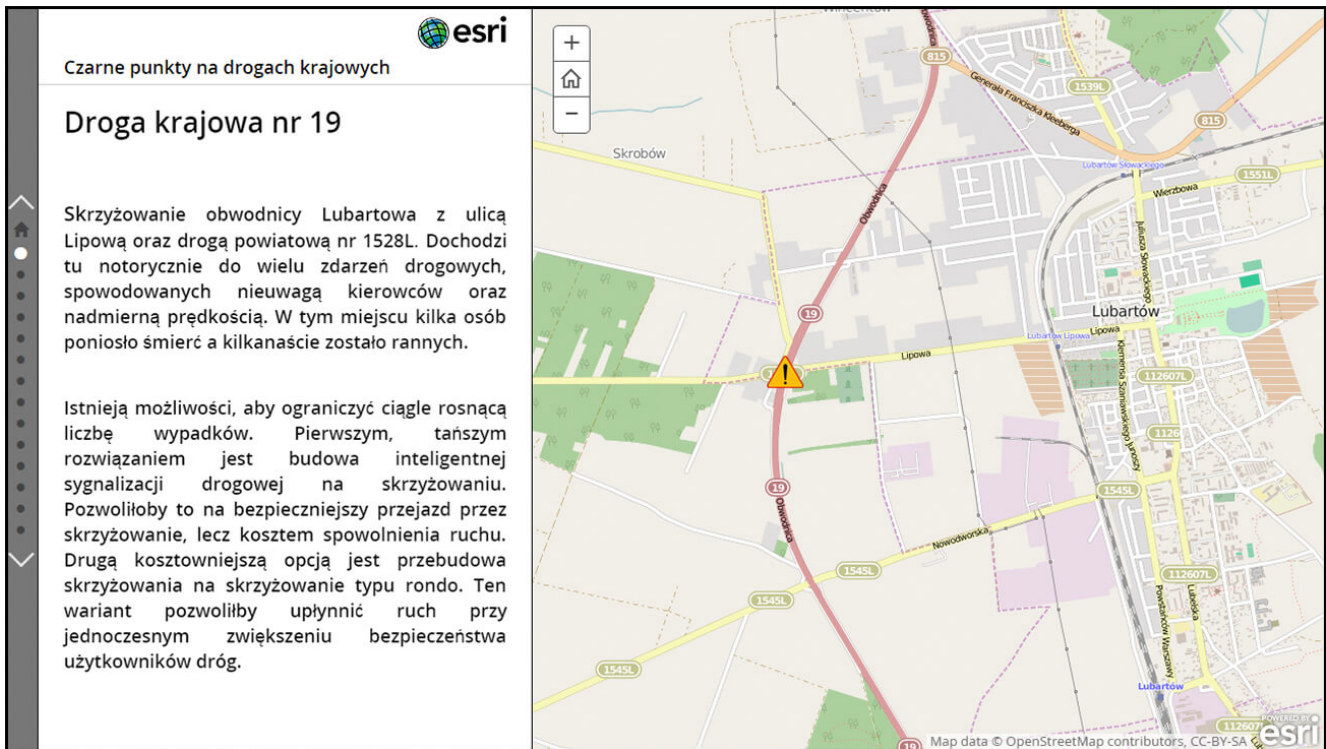 esri
Czarne punkty na drogach krajowych
Droga krajowa nr 19
Skrzyżowanie obwodnicy Lubartowa z ulicą
Lipową oraz drogą powiatową nr 1528L. Dochodzi
tu notorycznie do wielu zdarzeń drogowych,
spowodowanych nieuwagą kierowców oraz
nadmierną prędkością. W tym miejscu kilka osób
poniosło śmierć a kilkanaście zostało rannych.
Istnieją możliwości, aby ograniczyć ciągle rosnącą
liczbę wypadków. Pierwszym, tańszym
rozwiązaniem jest budowa inteligentnej
sygnalizacji drogowej na skrzyżowaniu.
Pozwoliłoby to na bezpieczniejszy przejazd przez
skrzyżowanie, lecz kosztem spowolnienia ruchu.
Drugą kosztowniejszą opcją jest przebudowa
skrzyżowania na skrzyżowanie typu rondo. Ten
wariant pozwoliłby upłynnić ruch przy
jednoczesnym zwiększeniu bezpieczeństwa
użytkowników dróg.
Obwodnica
815
Generała Franciszka Kleeberga
1539L
815
Skrobów
Lubartów Słowackiego
1551L
Wierzbowa
Obwodnica
Juliusza Słowackiego
19
Lubartów
Lubartów Lipowa
Lipowa
Lipowa
112607L
Klemensa Szaniawskiego Junoszy
1126
19
1545L
Obwodnica
Nowodworska
1545L
112607L
1545L
Powstańców Warszawy
Lubelska
1545L
Lubartów
112607
19
Map data © OpenStreetMap contributors, CC-BY-SA
POWERED BY
esri